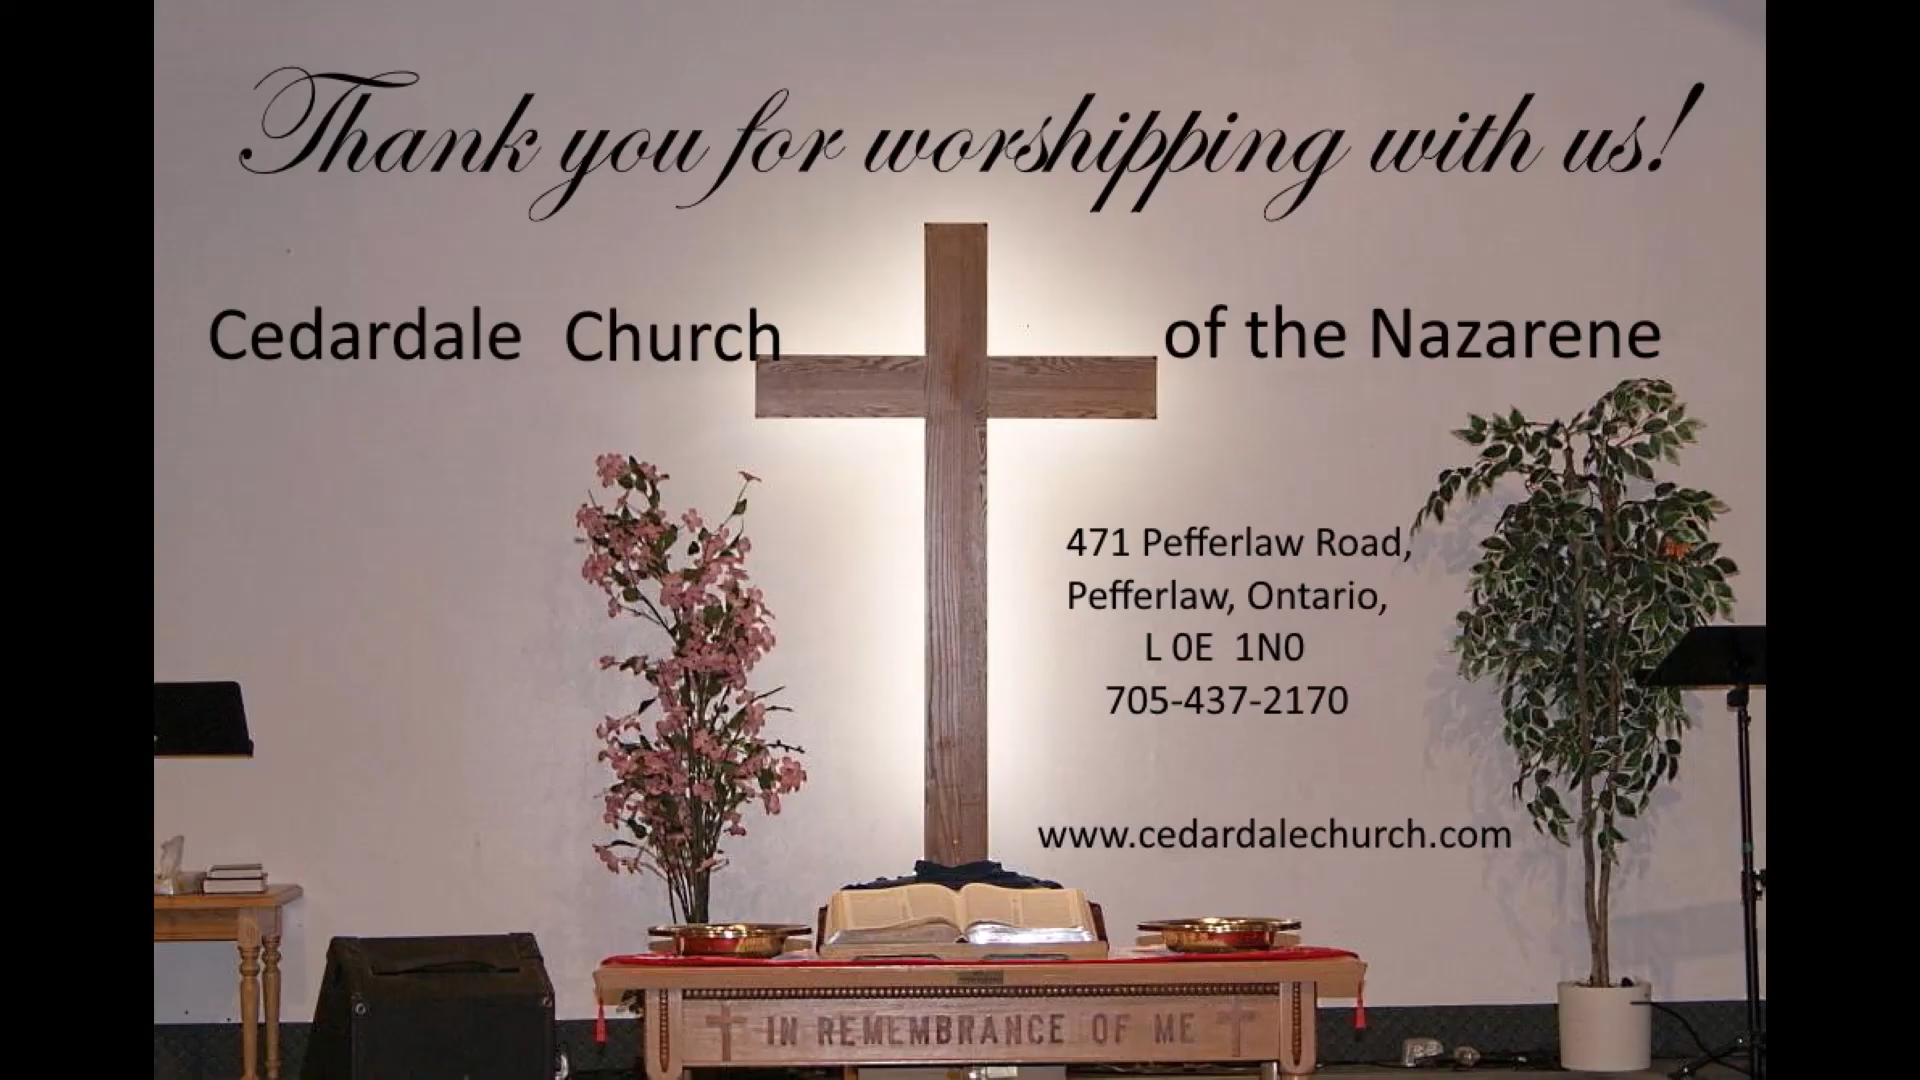 Thank you for worshipping with us!
Cedardale Church of the Nazarene
471 Pefferlaw Road,
Pefferlaw, Ontario,
L 0E 1N0
705-437-2170
www.cedardalechurch.com
IN REMEMBRANCE OF ME